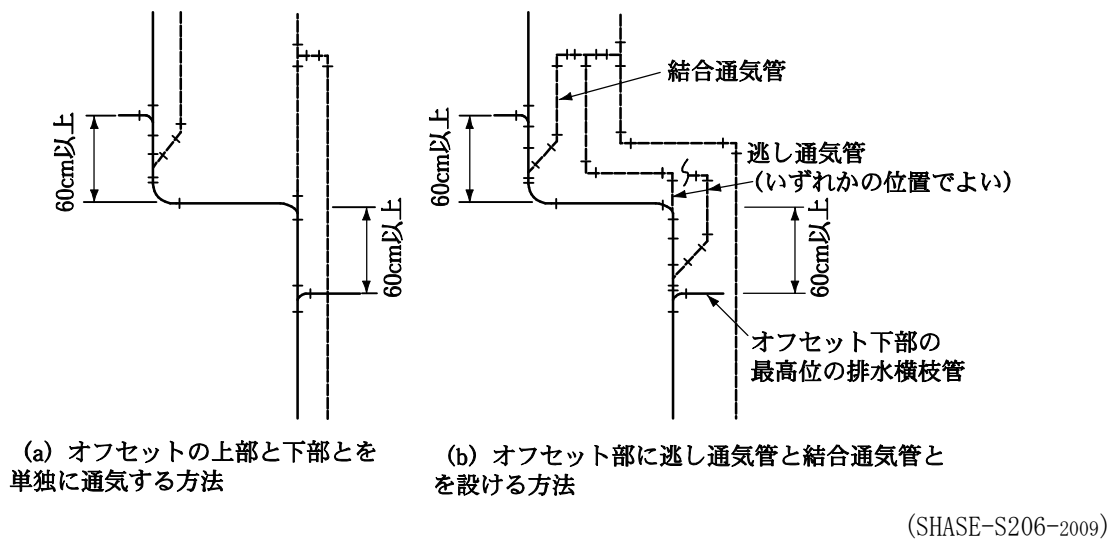 結合通気管
60cm以上
60cm以上
逃し通気管
（いずれかの位置でよい）
60cm以上
60cm以上
オフセット下部の
最高位の排水横枝管
（a）オフセットの上部と下部とを
単独に通気する方法
（b）オフセット部に逃し通気管と結合通気管と
を設ける方法
（SHASE-S206-2009）